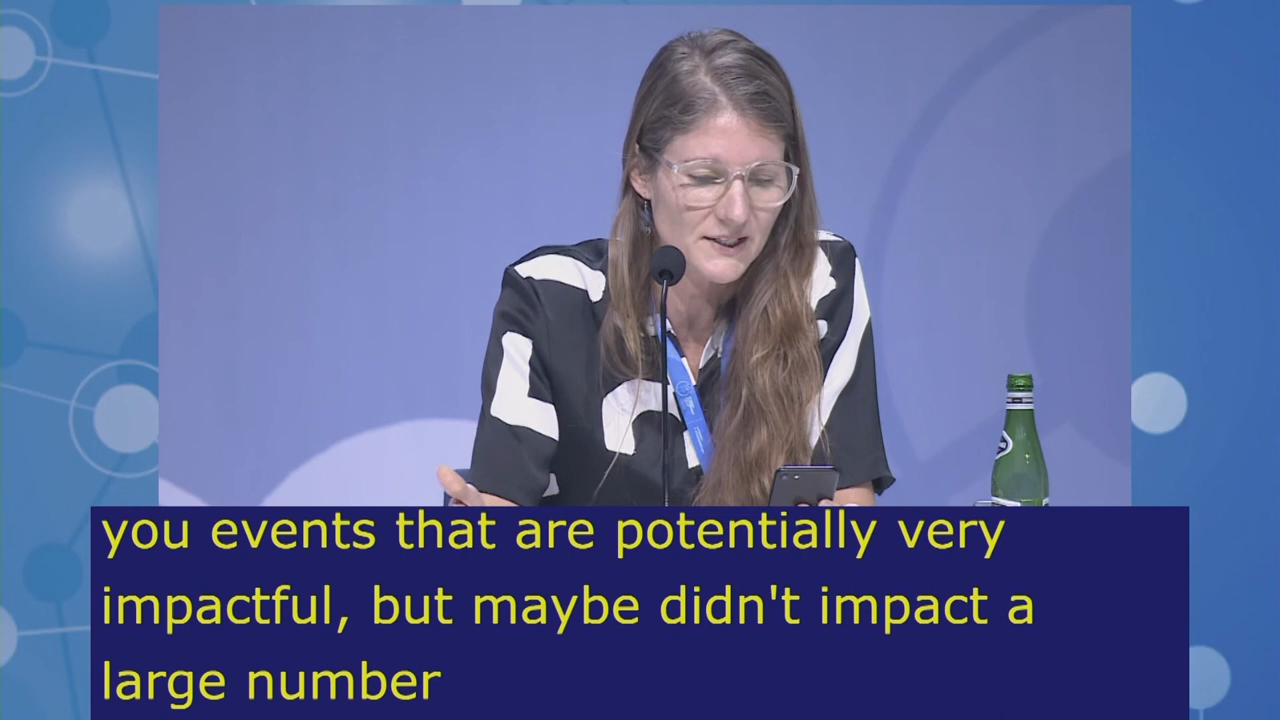 you events that are potentially very
impactful, but maybe didn't impact a
large number